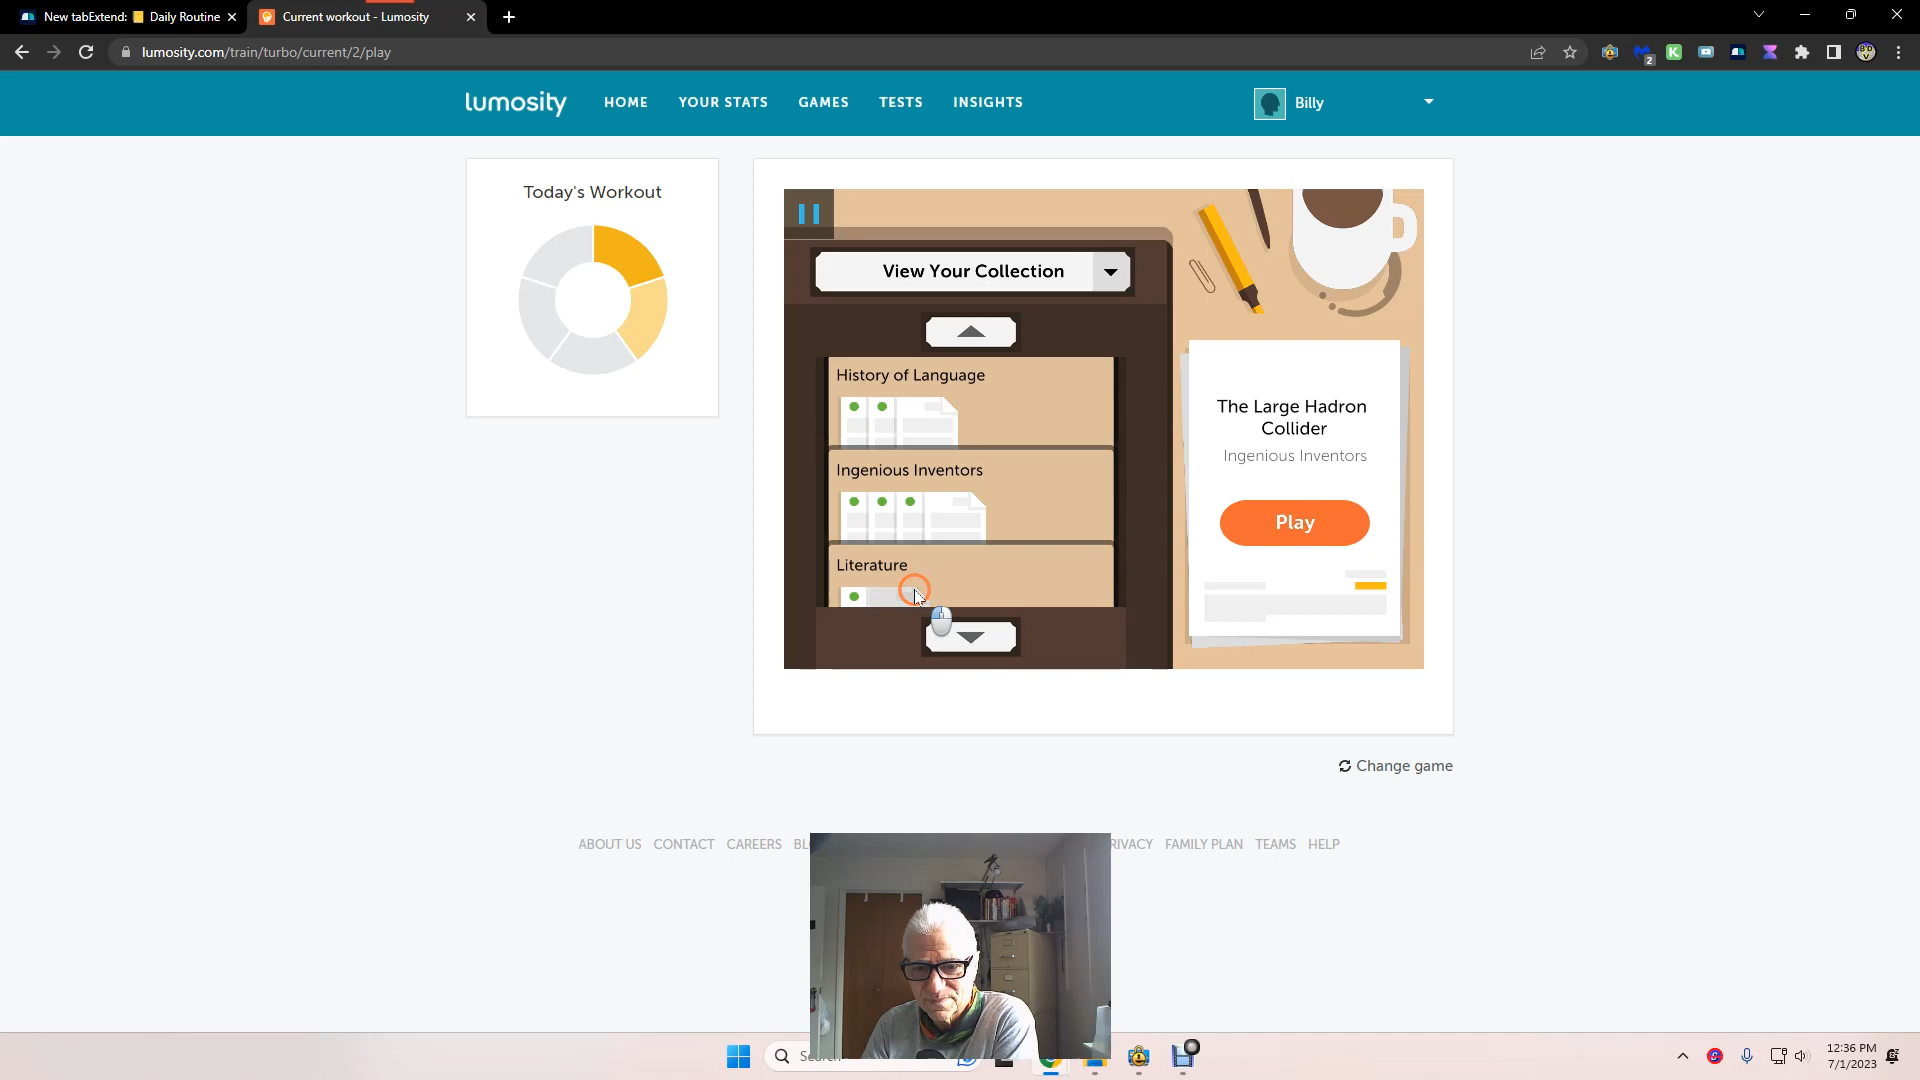 New tabExtend: 📒 Daily Routine
Current workout - Lumosity
lumosity.com/train/turbo/current/2/play
2
lumosity
HOME
YOUR STATS
GAMES
TESTS
INSIGHTS
Billy
Today's Workout
View Your Collection
History of Language
Ingenious Inventors
Literature
The Large Hadron
Collider
Ingenious Inventors
Play
Change game
ABOUT US
CONTACT
CAREERS
FAMILY PLAN
TEAMS
HELP
12:36 PM
7/1/2023